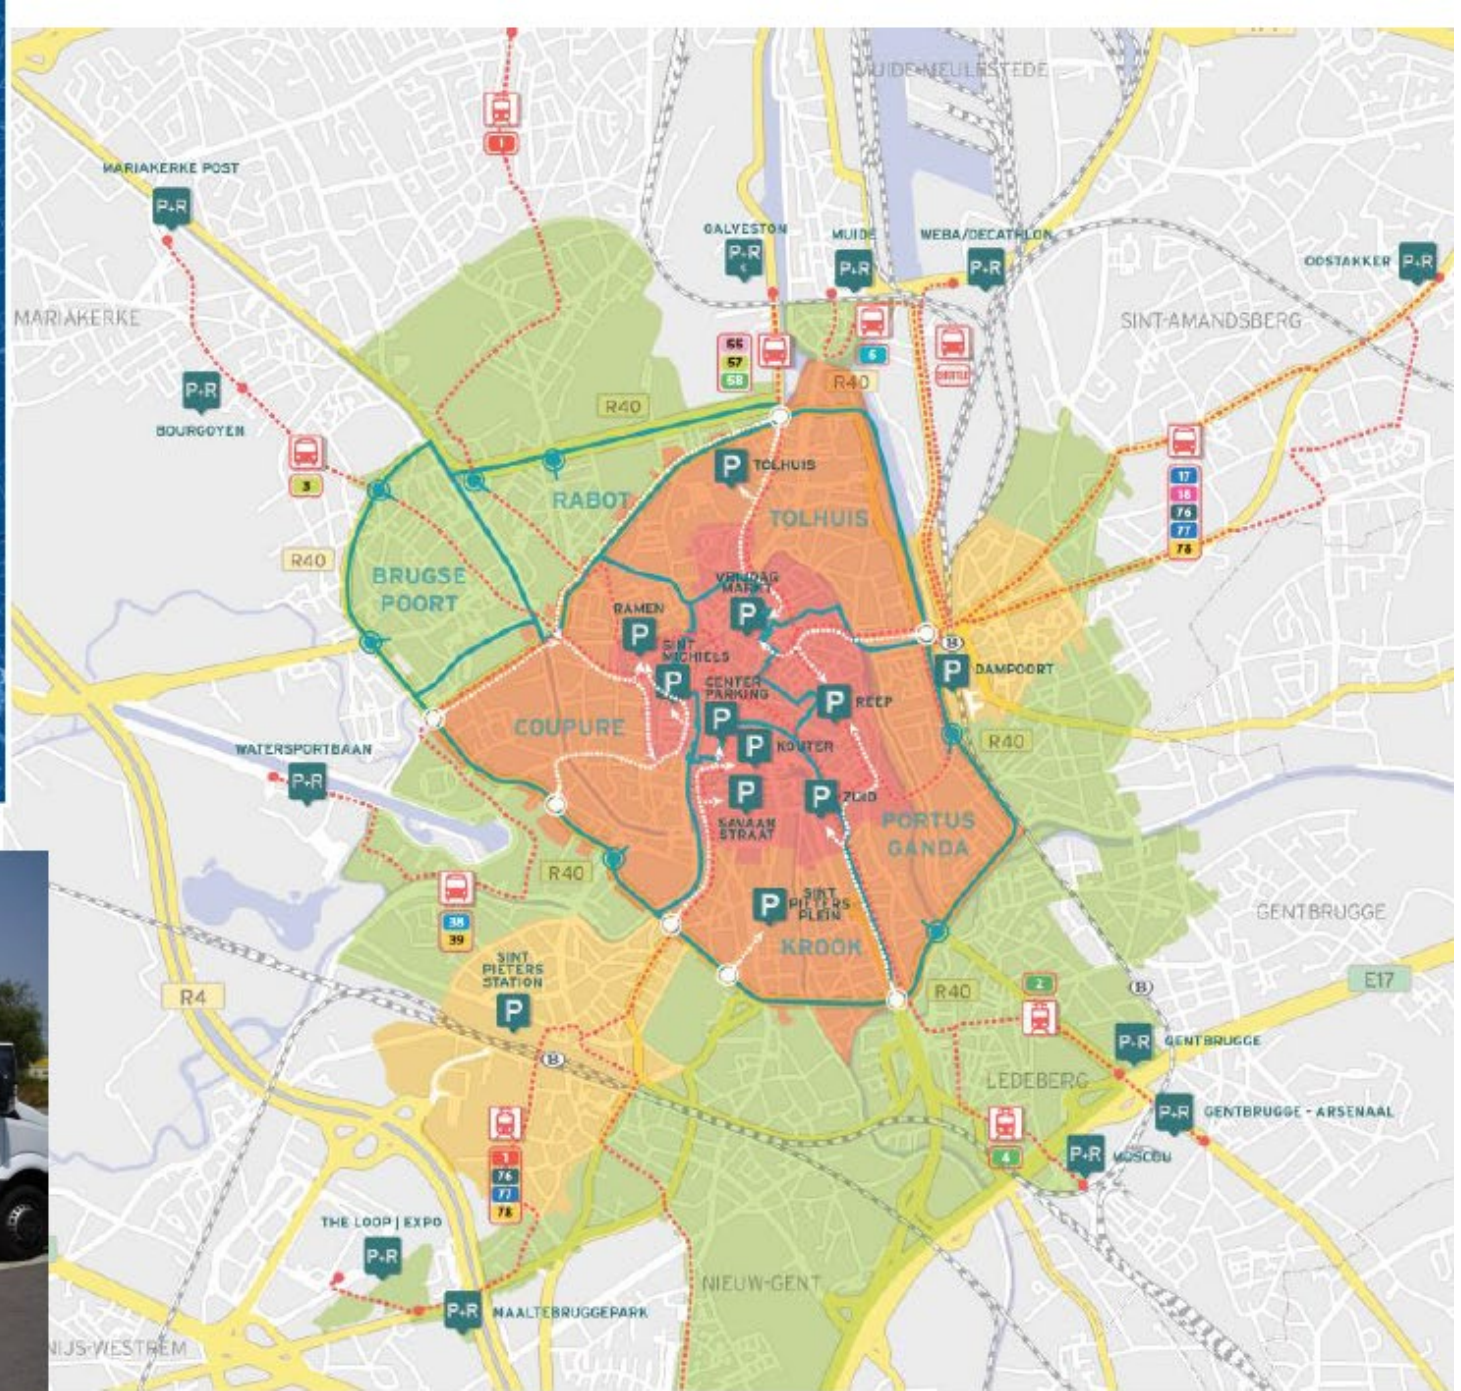 MUIDE-MEULESTEDE
1
MARIAKERKE POST
P+R
GALVESTON
P+R
MUIDE
P+R
WEBA/DECATHLON
P+R
OOSTAKKER
P+R
MARIAKERKE
SINT-AMANDSBERG
55
57
58
6
SHUTTLE
R40
P+R
BOURGOYEN
R40
3
P
TOLHUIS
RABOT
TOLHUIS
17
18
76
77
78
R40
BRUGSE
POORT
VRIJDAG
MARKT
P
RAMEN
P
SINT
MICHIELS
P
B
P
DAMPOORT
CENTER
PARKING
P
P
REEP
COUPURE
P
KOUTER
R40
WATERSPORTBAAN
P+R
P
SAVAAN
STRAAT
P
ZUID
PORTUS
GANDA
R40
38
39
P
SINT
PIETERS
PLEIN
KROOK
GENTBRUGGE
SINT
PIETERS
STATION
P
R4
2
R40
B
E17
B
P+R
GENTBRUGGE
LEDEBERG
P+R
GENTBRUGGE - ARSENAAL
4
P+R
MOSCOU
1
76
77
78
THE LOOP | EXPO
P+R
NIEUW-GENT
P+R
MAALTEBRUGGEPARK
NIJS-WESTREM